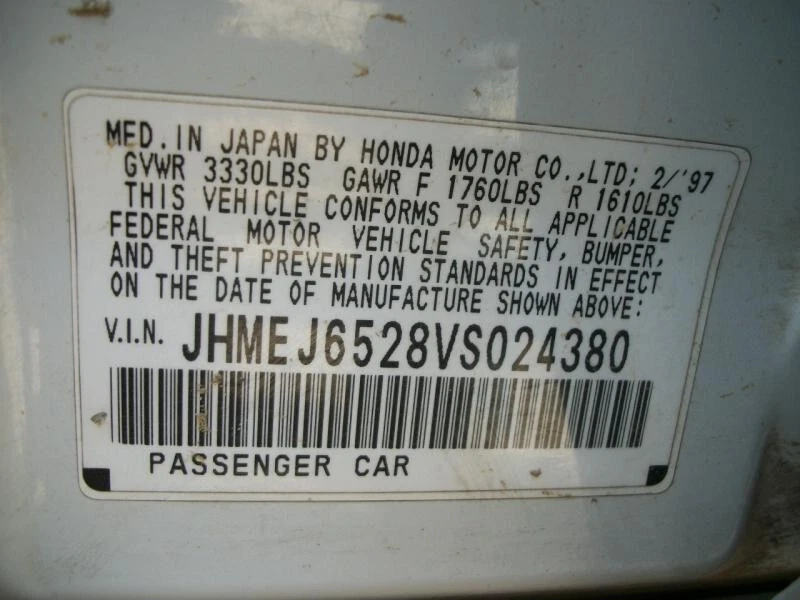 MFD. IN JAPAN BY HONDA MOTOR CO.,LTD; 2/'97
GVWR 3330LBS GAWR F 1760LBS R 1610LBS
THIS VEHICLE CONFORMS TO ALL APPLICABLE
FEDERAL MOTOR VEHICLE SAFETY, BUMPER,
AND THEFT PREVENTION STANDARDS IN EFFECT
ON THE DATE OF MANUFACTURE SHOWN ABOVE:
V.I.N. JHMEJ6528VS024380
PASSENGER CAR